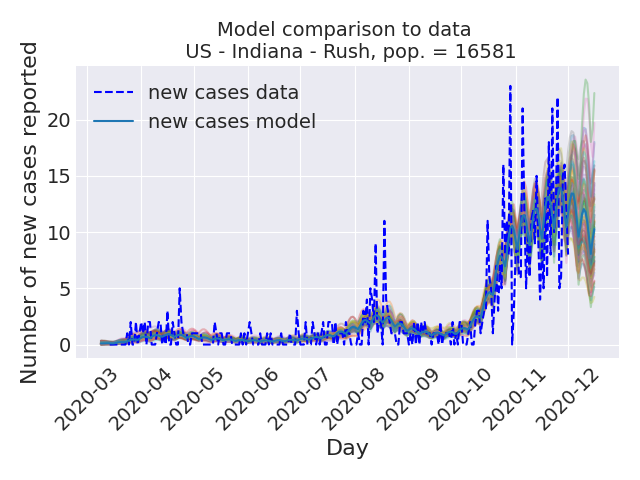 Model comparison to data
US - Indiana - Rush, pop. = 16581
Number of new cases reported
20
15
10
5
0
new cases data
new cases model
2020-03
2020-04
2020-05
2020-06
2020-07
2020-08
2020-09
2020-10
2020-11
2020-12
Day